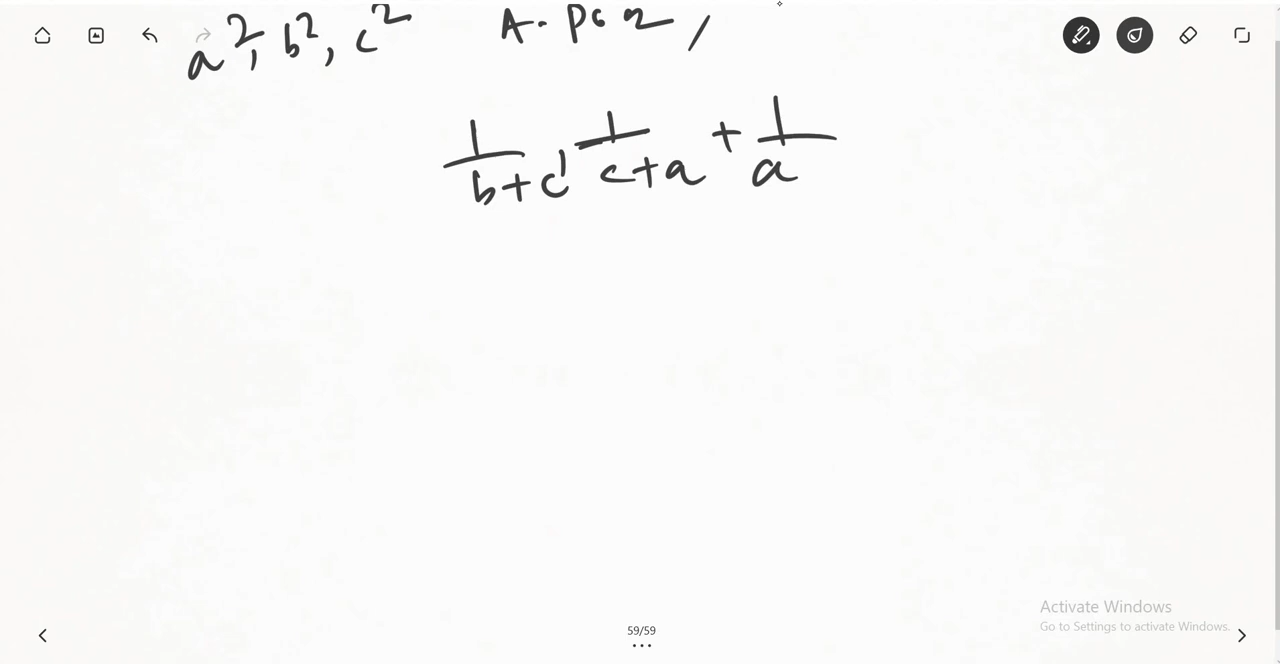 a², b², c² A.
1/b+c, 1/c+a + 1/a
59/59
Activate Windows
Go to Settings to activate Windows.